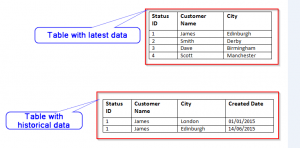 Table with latest data
Status ID Customer Name City
1 James Edinburgh
2 Smith Derby
3 Dave Birmingham
4 Scott Manchester
Table with historical data
Status ID Customer Name City Created Date
1 James London 01/01/2015
1 James Edinburgh 14/06/2015